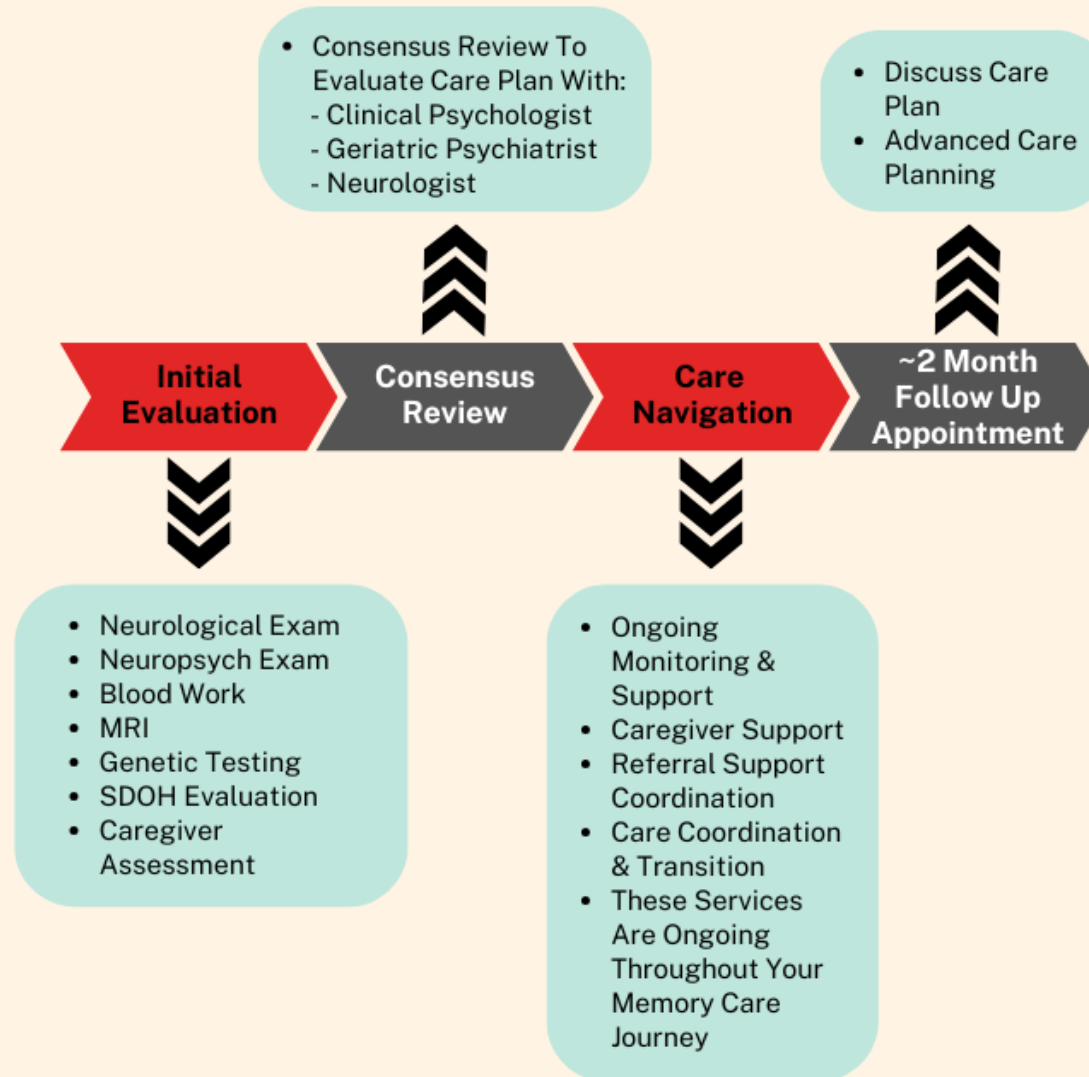 • Consensus Review To
Evaluate Care Plan With:
- Clinical Psychologist
- Geriatric Psychiatrist
- Neurologist
• Discuss Care
Plan
• Advanced Care
Planning
Initial
Evaluation
Consensus
Review
Care
Navigation
~2 Month
Follow Up
Appointment
• Neurological Exam
• Neuropsych Exam
• Blood Work
• MRI
• Genetic Testing
• SDOH Evaluation
• Caregiver
Assessment
• Ongoing
Monitoring &
Support
• Caregiver Support
• Referral Support
Coordination
• Care Coordination
& Transition
• These Services
Are Ongoing
Throughout Your
Memory Care
Journey